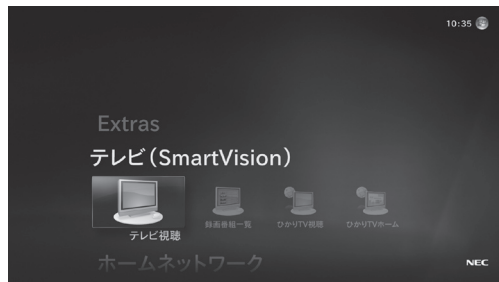 10:35
Extras
テレビ(SmartVision)
テレビ視聴 録画番組一覧 ひかりTV視聴 ひかりTVホーム
ホームネットワーク
NEC